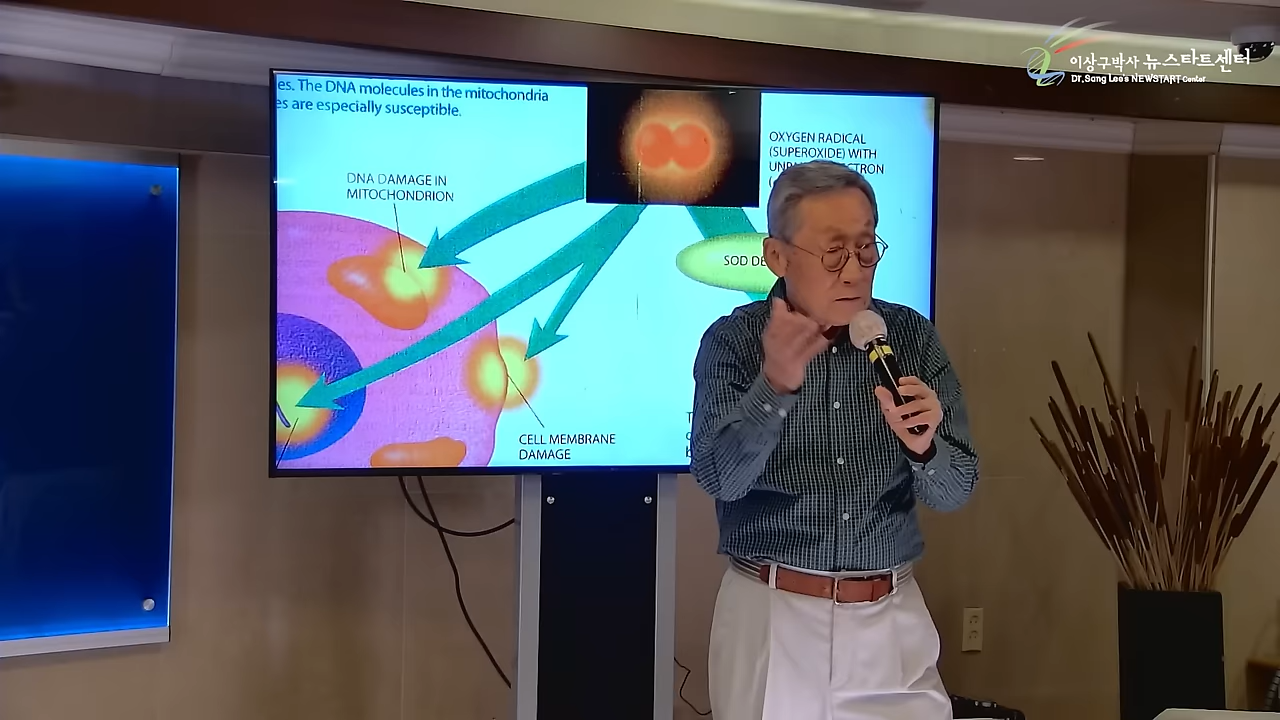 이상구박사 뉴스타트센터
Dr. Sang Lee's NEWSTART Center
es. The DNA molecules in the mitochondria
es are especially susceptible.
OXYGEN RADICAL
(SUPEROXIDE) WITH
DNA DAMAGE IN
MITOCHONDRION
SOD
CELL MEMBRANE
DAMAGE